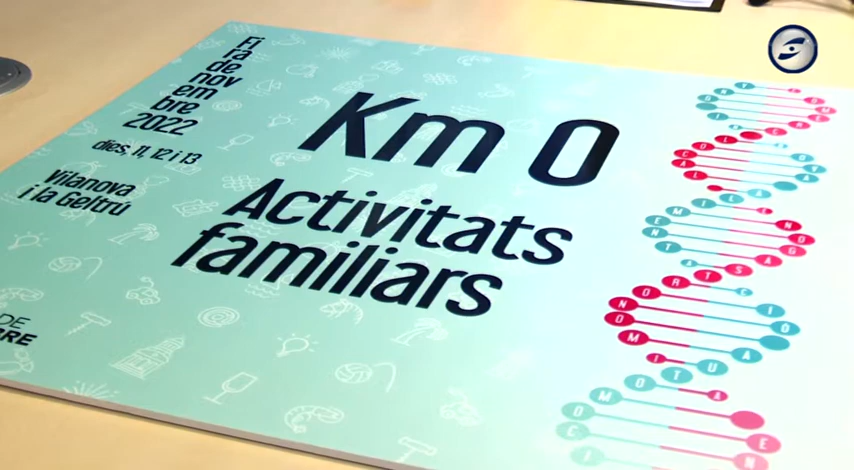 Fi
ra
de
nov
em
bre
2022
dies, 11, 12 i 13
Vilanova
i la Geltrú
Km 0
Activitats
familiars
DE
BRE